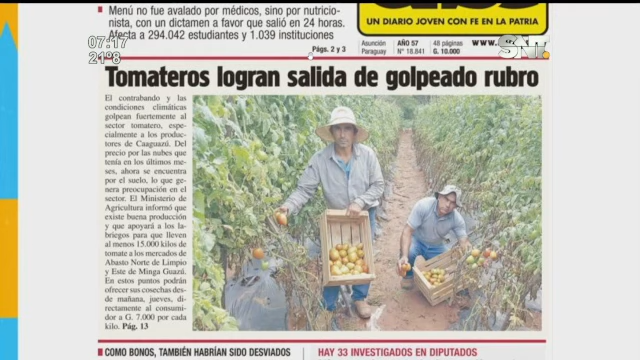 Menú no fue avalado por médicos, sino por nutricio-
nista, con un dictamen a favor que salió en 24 horas.
Afecta a 294.042 estudiantes y 1.039 instituciones
Págs. 2 y 3
UN DIARIO JOVEN CON FE EN LA PATRIA
Asunción
Paraguay
AÑO 57
N° 18.841
48 páginas
G. 10.000
www.
SNT
07:17
21°8
Tomateros logran salida de golpeado rubro
El contrabando y las
condiciones climáticas
golpean fuertemente al
sector tomatero, espe-
cialmente a los productores
de Caaguazú. Del
precio por las nubes que
tenía en los últimos me-
ses, ahora se encuentra
por el suelo, lo que ge-
nera preocupación en el
sector. El Ministerio de
Agricultura informó que
existe buena producción
y que apoyará a los la-
briegos para que lleven
al menos 15.000 kilos de
tomate a los mercados de
Abasto Norte de Limpio
y Este de Minga Guazú.
En estos puntos podrán
ofrecer sus cosechas des-
de mañana, jueves, di-
rectamente al consumi-
dor a G. 7.000 por cada
kilo. Pág. 13
COMO BONOS, TAMBIÉN HABRÍAN SIDO DESVIADOS
HAY 33 INVESTIGADOS EN DIPUTADOS